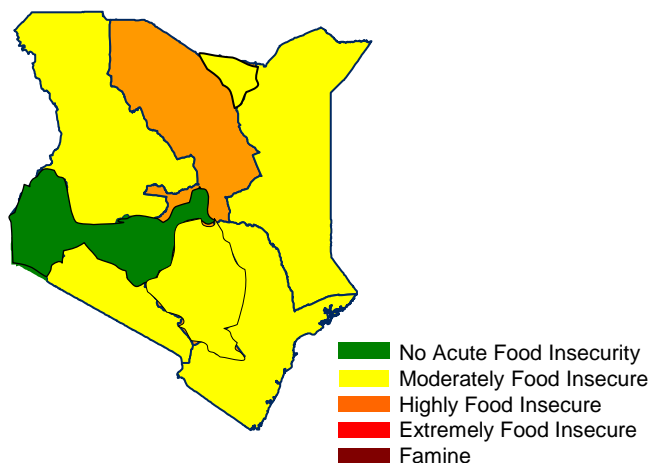 No Acute Food Insecurity
Moderately Food Insecure
Highly Food Insecure
Extremely Food Insecure
Famine